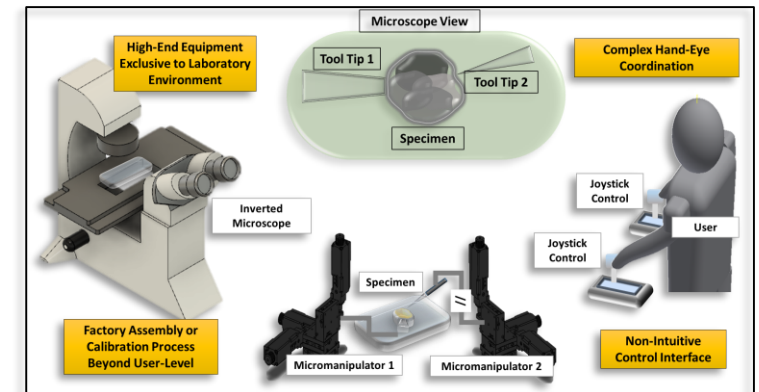 High-End Equipment
Exclusive to Laboratory
Environment
Microscope View
Tool Tip 1
Tool Tip 2
Specimen
Complex Hand-Eye
Coordination
Inverted
Microscope
Joystick
Control
User
Joystick
Control
Specimen
Micromanipulator 1
Micromanipulator 2
Factory Assembly or
Calibration Process
Beyond User-Level
Non-Intuitive
Control Interface